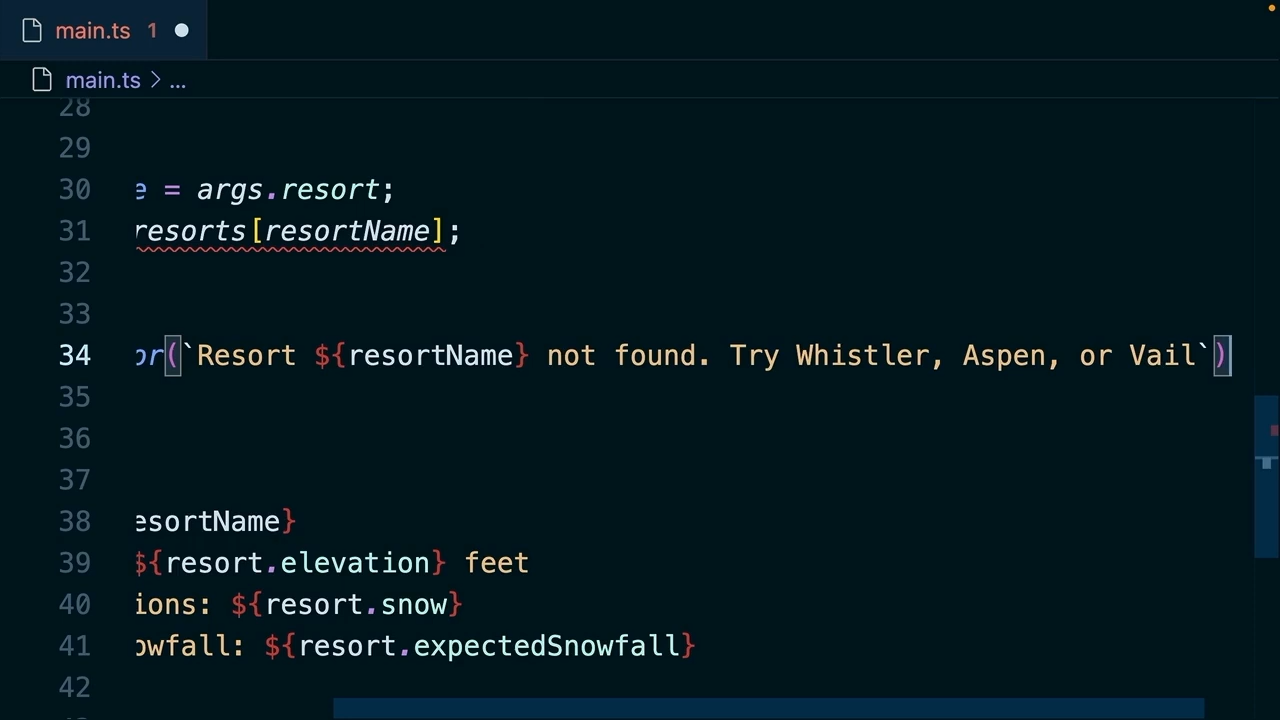 main.ts 1
main.ts > ...
28
29
30 e = args.resort;
31 resorts[resortName];
32
33
34 or(`Resort ${resortName} not found. Try Whistler, Aspen, or Vail`)
35
36
37
38 esortName}
39 ${resort.elevation} feet
40 ions: ${resort.snow}
41 owfall: ${resort.expectedSnowfall}
42